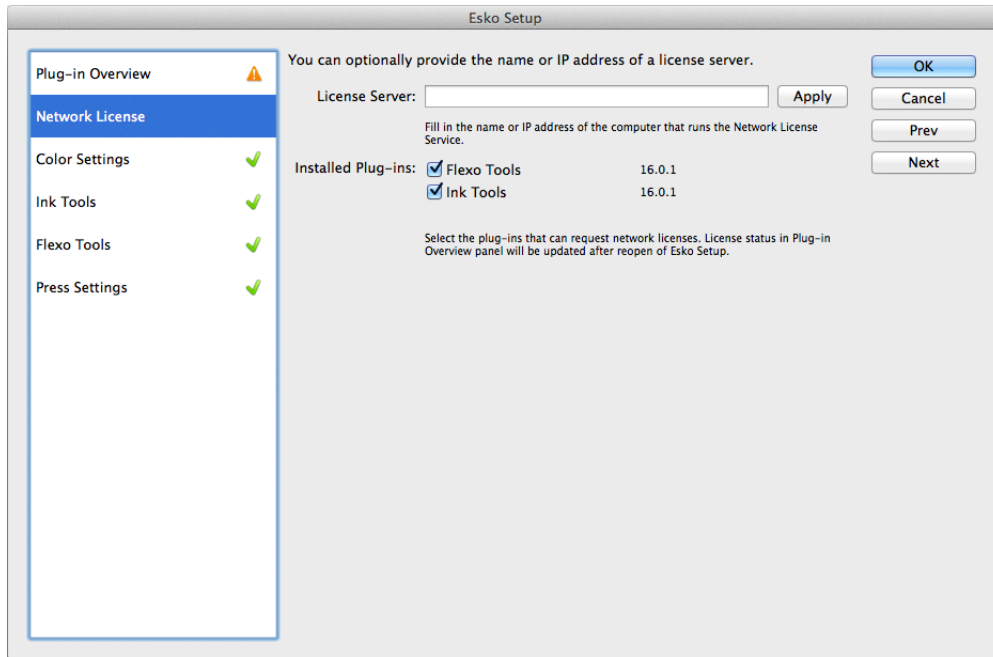 Esko Setup
Plug-in Overview
Network License
Color Settings
Ink Tools
Flexo Tools
Press Settings
You can optionally provide the name or IP address of a license server.
License Server:
Apply
Fill in the name or IP address of the computer that runs the Network License
Service.
Installed Plug-ins:
Flexo Tools 16.0.1
Ink Tools 16.0.1
Select the plug-ins that can request network licenses. License status in Plug-in
Overview panel will be updated after reopen of Esko Setup.
OK
Cancel
Prev
Next